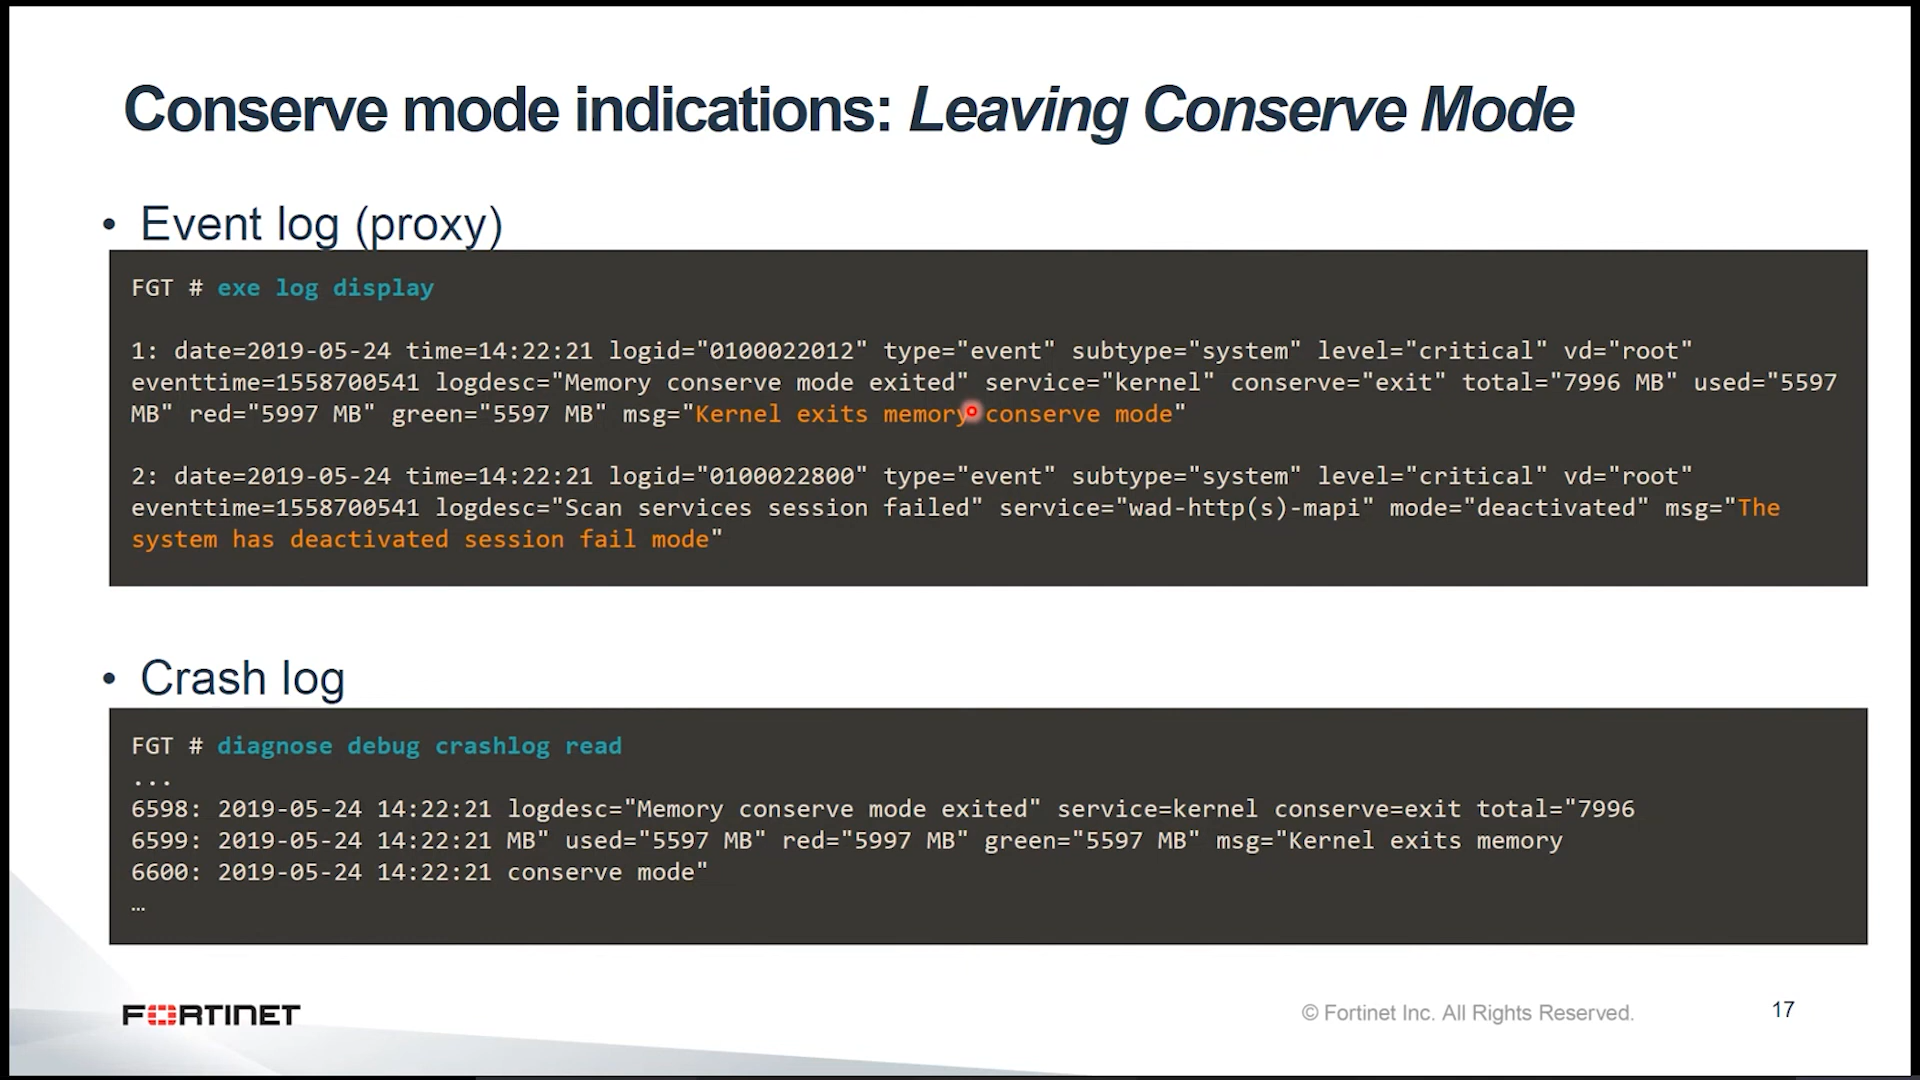 Conserve mode indications: Leaving Conserve Mode
• Event log (proxy)
FGT # exe log display
1: date=2019-05-24 time=14:22:21 logid="0100022012" type="event" subtype="system" level="critical" vd="root"
eventtime=1558700541 logdesc="Memory conserve mode exited" service="kernel" conserve="exit" total="7996 MB" used="5597
MB" red="5997 MB" green="5597 MB" msg="Kernel exits memory conserve mode"
2: date=2019-05-24 time=14:22:21 logid="0100022800" type="event" subtype="system" level="critical" vd="root"
eventtime=1558700541 logdesc="Scan services session failed" service="wad-http(s)-mapi" mode="deactivated" msg="The
system has deactivated session fail mode"
• Crash log
FGT # diagnose debug crashlog read
...
6598: 2019-05-24 14:22:21 logdesc="Memory conserve mode exited" service=kernel conserve=exit total="7996
6599: 2019-05-24 14:22:21 MB" used="5597 MB" red="5997 MB" green="5597 MB" msg="Kernel exits memory
6600: 2019-05-24 14:22:21 conserve mode"
…
FORTINET
© Fortinet Inc. All Rights Reserved.
17